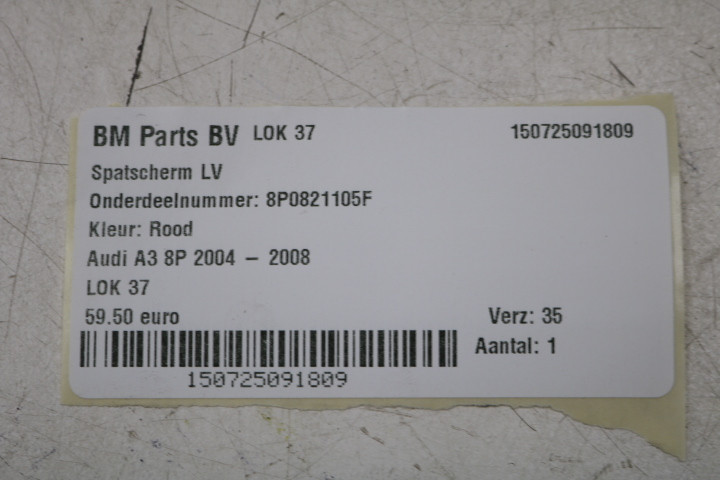 BM Parts BV LOK 37 150725091809
Spatscherm LV
Onderdeelnummer: 8P0821105F
Kleur: Rood
Audi A3 8P 2004 – 2008
LOK 37
59.50 euro Verz: 35
Aantal: 1
150725091809